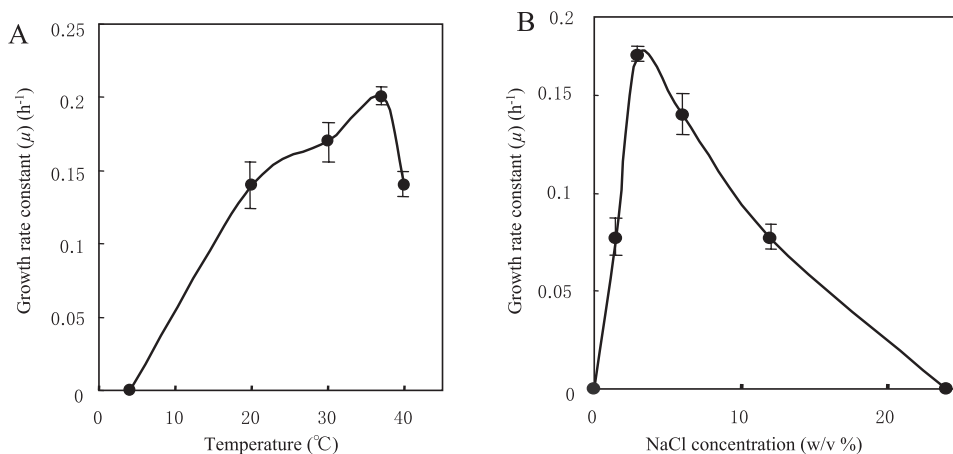 A
Growth rate constant (μ) (h⁻¹)
0.25
0.2
0.15
0.1
0.05
0
0 10 20 30 40
Temperature (℃)
B
Growth rate constant (μ) (h⁻¹)
0.2
0.15
0.1
0.05
0
0 10 20
NaCl concentration (w/v %)